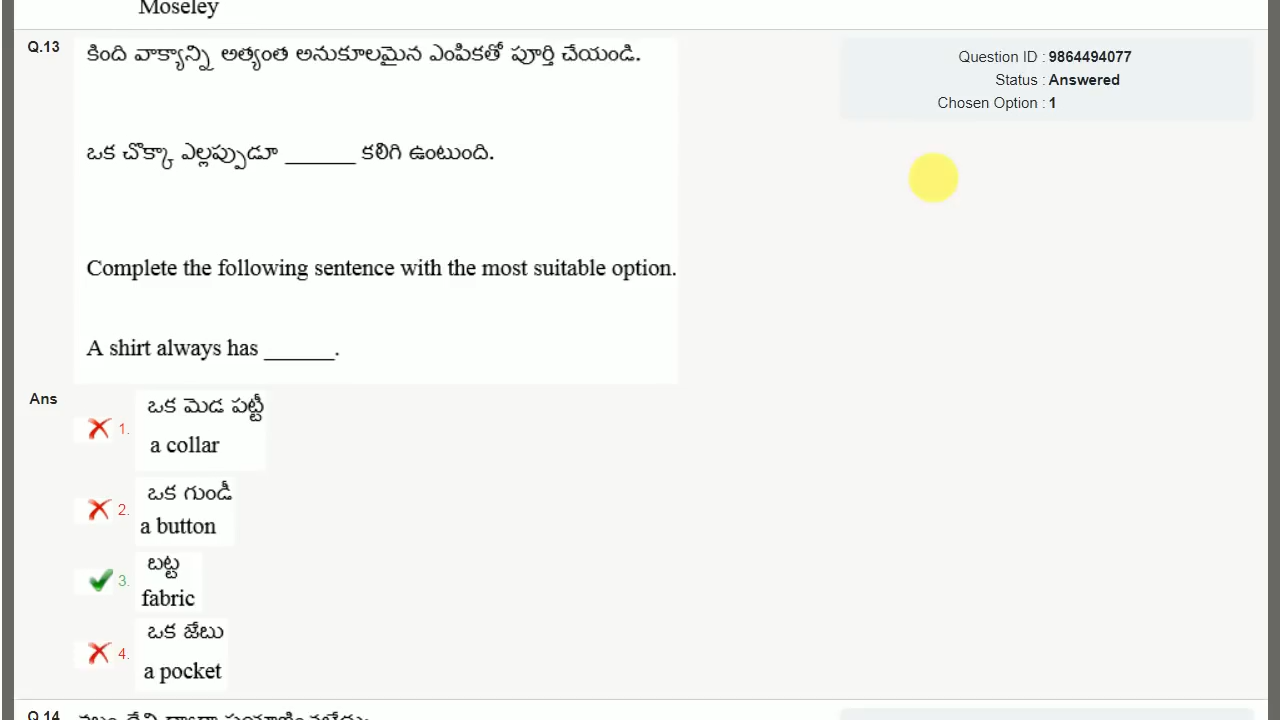 Moseley
Q.13
కింది వాక్యాన్ని అత్యంత అనుకూలమైన ఎంపికతో పూర్తి చేయండి.
ఒక చొక్కా ఎల్లప్పుడూ ______ కలిగి ఉంటుంది.
Complete the following sentence with the most suitable option.
A shirt always has ______.
Question ID : 9864494077
Status : Answered
Chosen Option : 1
Ans
1. ఒక మెడ పట్టీ
a collar
2. ఒక గుండీ
a button
3. బట్ట
fabric
4. ఒక జేబు
a pocket
Q.14